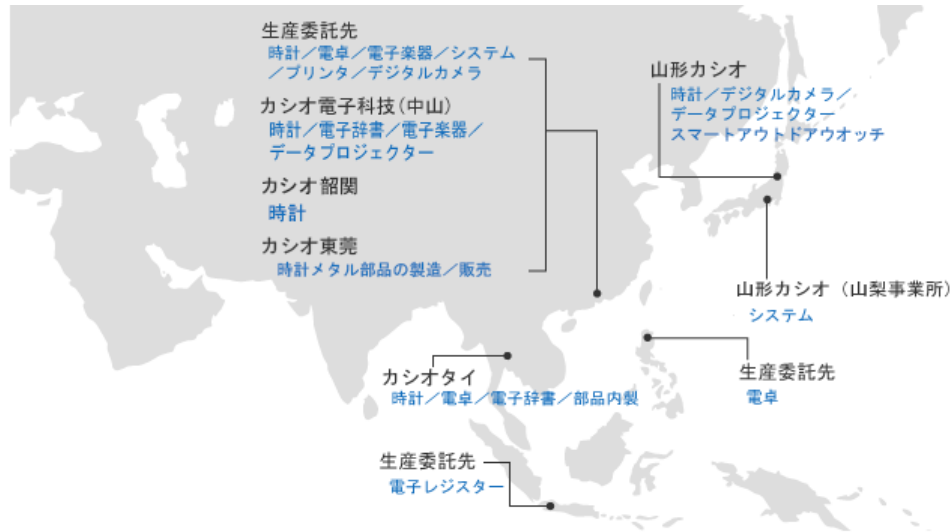 生産委託先
時計／電卓／電子楽器／システム
／プリンタ／デジタルカメラ
カシオ電子科技(中山)
時計／電子辞書／電子楽器／
データプロジェクター
カシオ韶関
時計
カシオ東莞
時計メタル部品の製造／販売
山形カシオ
時計／デジタルカメラ／
データプロジェクター
スマートアウトドアウオッチ
山形カシオ（山梨事業所）
システム
生産委託先
電卓
カシオタイ
時計／電卓／電子辞書／部品内製
生産委託先
電子レジスター